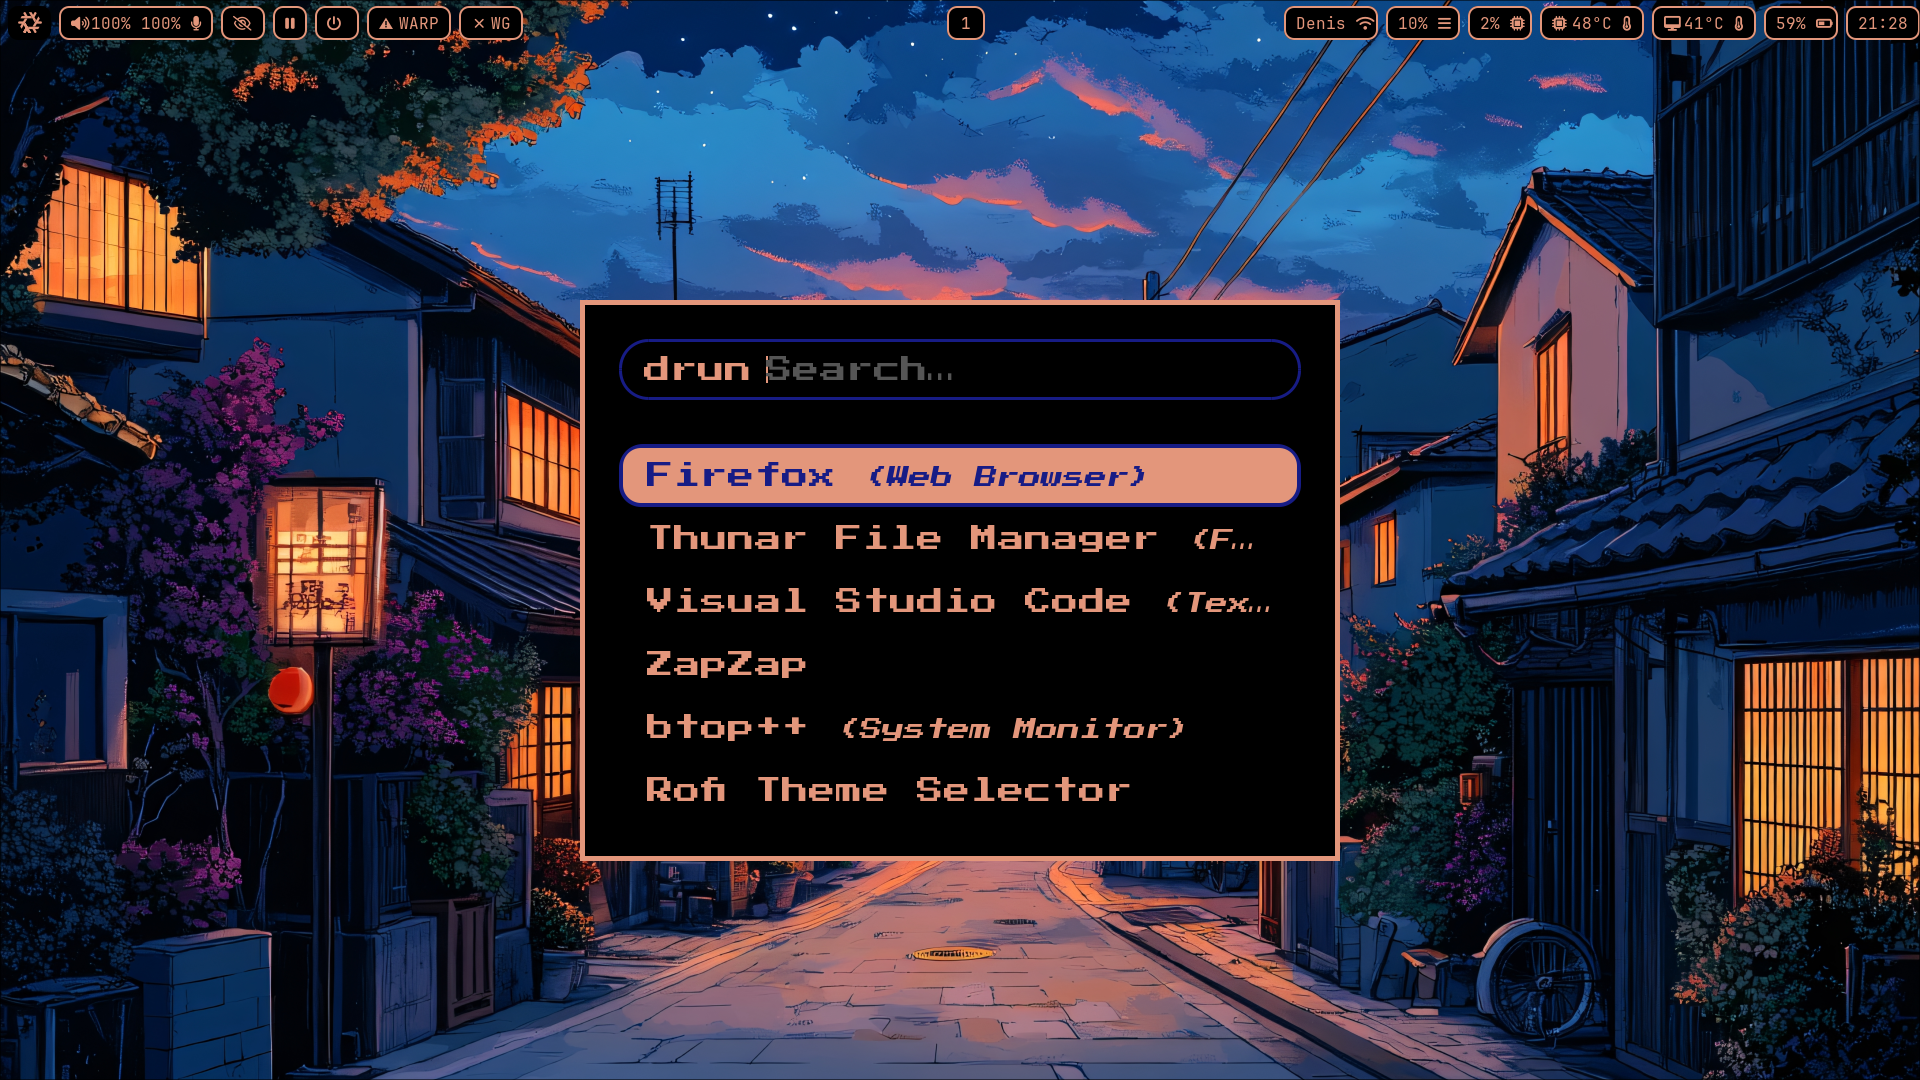 100% 100% WARP WG 1 Denis 10% 2% 48°C 41°C 59% 21:28
drun Search...
Firefox (Web Browser)
Thunar File Manager (F...
Visual Studio Code (Tex...
ZapZap
btop++ (System Monitor)
Rofi Theme Selector